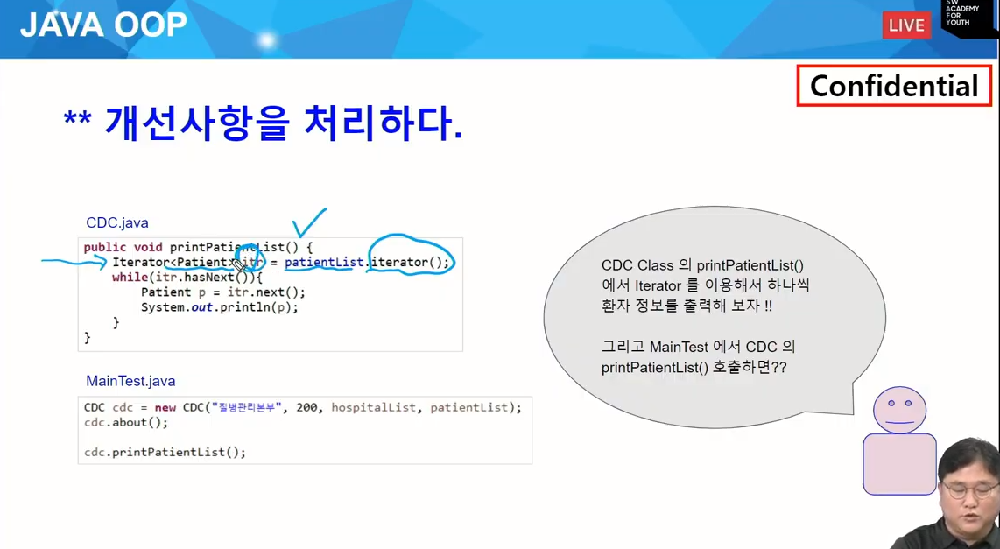 JAVA OOP
LIVE
SW
ACADEMY
FOR
YOUTH
Confidential
** 개선사항을 처리하다.
CDC.java
public void printPatientList() {
Iterator<Patient> itr = patientList.iterator();
while(itr.hasNext()){
Patient p = itr.next();
System.out.println(p);
}
}
MainTest.java
CDC cdc = new CDC("질병관리본부", 200, hospitalList, patientList);
cdc.about();
cdc.printPatientList();
CDC Class 의 printPatientList()
에서 Iterator 를 이용해서 하나씩
환자 정보를 출력해 보자 !!
그리고 MainTest 에서 CDC 의
printPatientList() 호출하면??